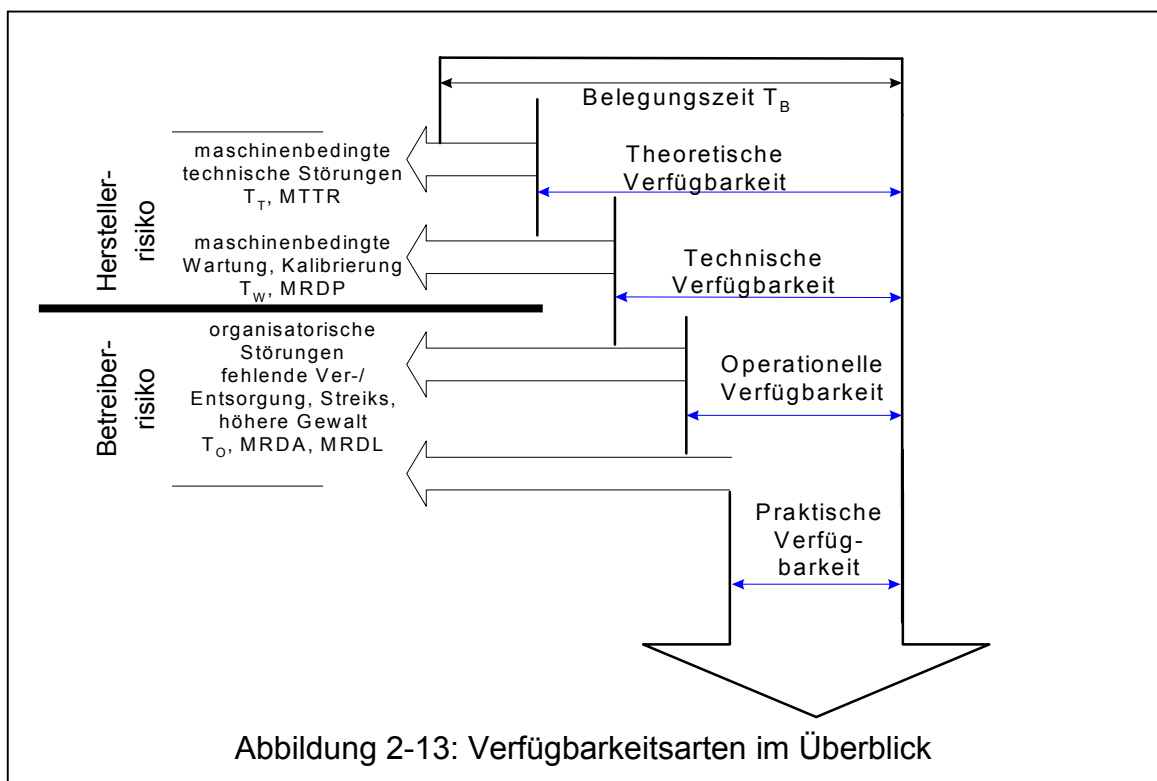 Belegungszeit T_B
Hersteller-
risiko
maschinenbedingte
technische Störungen
T_T, MTTR
Theoretische
Verfügbarkeit
maschinenbedingte
Wartung, Kalibrierung
T_W, MRDP
Technische
Verfügbarkeit
Betreiber-
risiko
organisatorische
Störungen
fehlende Ver-/
Entsorgung, Streiks,
höhere Gewalt
T_O, MRDA, MRDL
Operationelle
Verfügbarkeit
Praktische
Verfüg-
barkeit
Abbildung 2-13: Verfügbarkeitsarten im Überblick